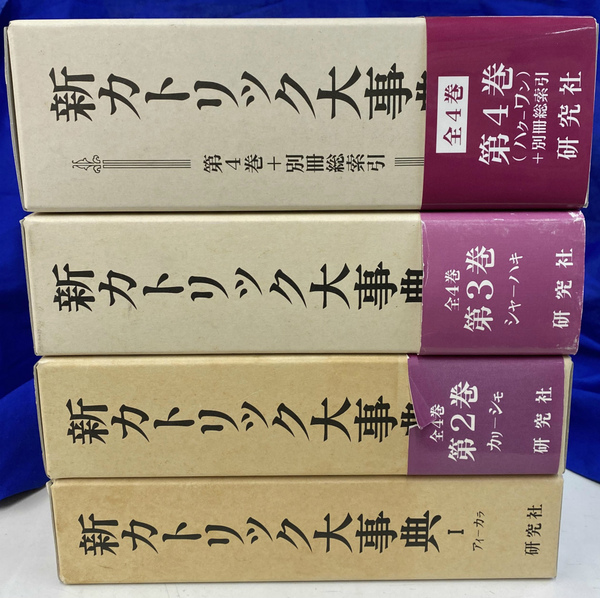 新カトリック大事典
第4巻+別冊総索引
全4巻
第4巻
(ハクーワン)
+別冊総索引
研究社
新カトリック大事典
全4巻
第3巻
シャーハキ
研究社
新カトリック大事典
全4巻
第2巻
カリーシモ
研究社
新カトリック大事典
I
アイーカラ
研究社